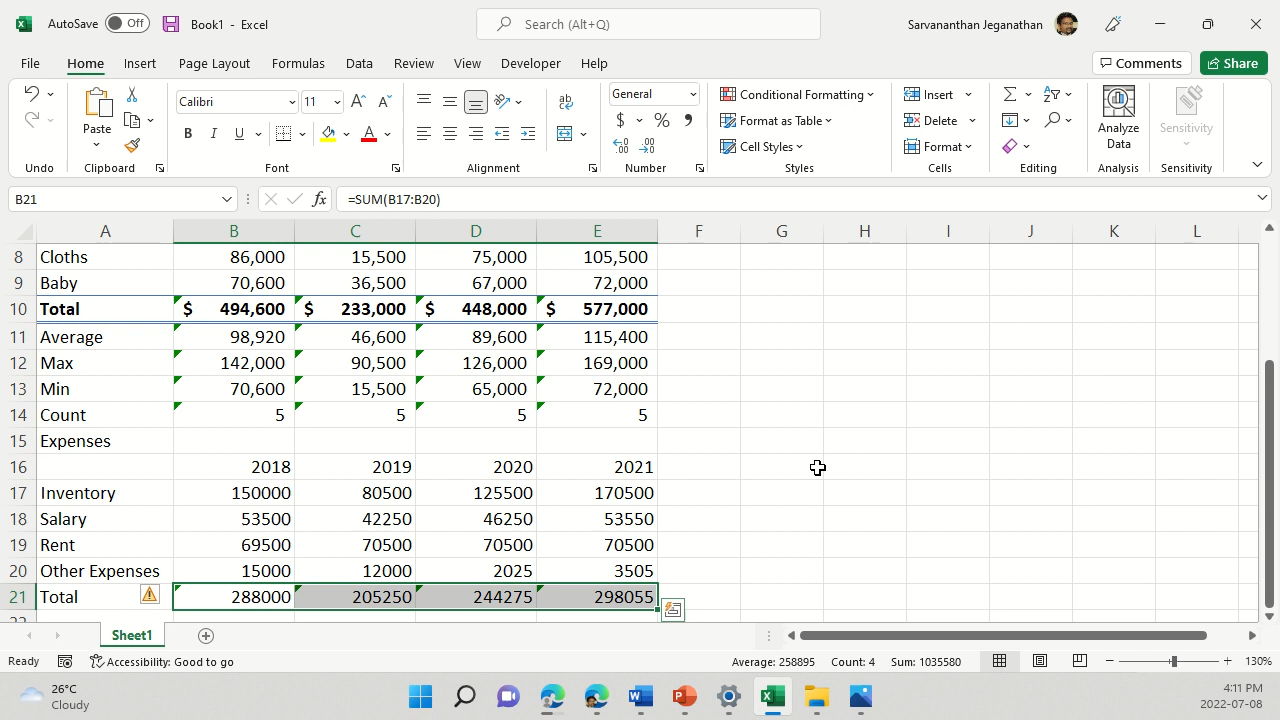 AutoSave Off Book1 - Excel Search (Alt+Q) Sarvananthan Jeganathan
File Home Insert Page Layout Formulas Data Review View Developer Help Comments Share
Calibri 11 General Conditional Formatting Insert
Paste Format as Table Delete Analyze Data Sensitivity
Cell Styles Format
Undo Clipboard Font Alignment Number Styles Cells Editing Analysis Sensitivity
B21 fx =SUM(B17:B20)
A B C D E F G H I J K L
8 Cloths 86,000 15,500 75,000 105,500
9 Baby 70,600 36,500 67,000 72,000
10 Total $ 494,600 $ 233,000 $ 448,000 $ 577,000
11 Average 98,920 46,600 89,600 115,400
12 Max 142,000 90,500 126,000 169,000
13 Min 70,600 15,500 65,000 72,000
14 Count 5 5 5 5
15 Expenses
16 2018 2019 2020 2021
17 Inventory 150000 80500 125500 170500
18 Salary 53500 42250 46250 53550
19 Rent 69500 70500 70500 70500
20 Other Expenses 15000 12000 2025 3505
21 Total 288000 205250 244275 298055
Sheet1
Ready Accessibility: Good to go Average: 258895 Count: 4 Sum: 1035580 130%
26°C 4:11 PM
Cloudy 2022-07-08